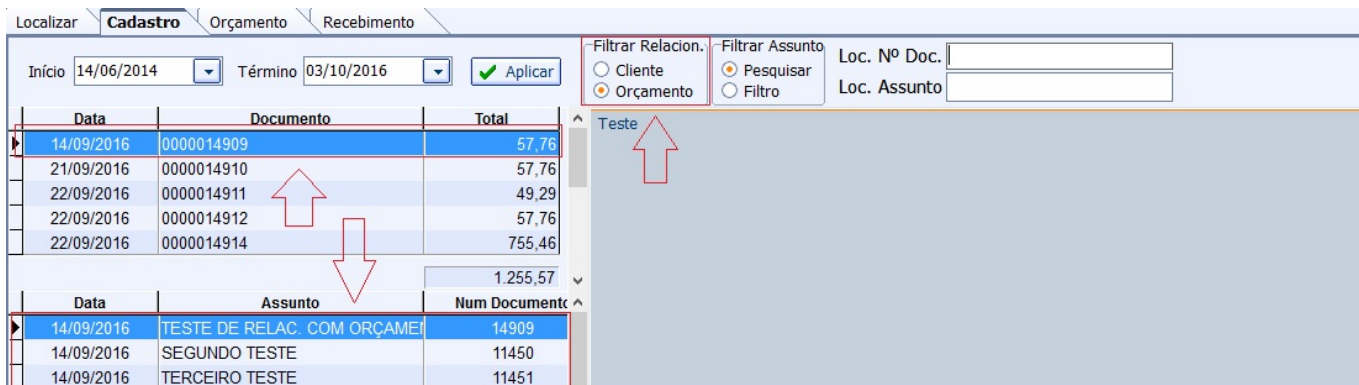 Localizar Cadastro Orçamento Recebimento
Início 14/06/2014 Término 03/10/2016 Aplicar
Filtrar Relacion.
Cliente
Orçamento
Filtrar Assunto
Pesquisar
Filtro
Loc. Nº Doc.
Loc. Assunto
Data Documento Total
14/09/2016 0000014909 57,76
21/09/2016 0000014910 57,76
22/09/2016 0000014911 49,29
22/09/2016 0000014912 57,76
22/09/2016 0000014914 755,46
1.255,57
Data Assunto Num Documento
14/09/2016 TESTE DE RELAC. COM ORÇAMEN 14909
14/09/2016 SEGUNDO TESTE 11450
14/09/2016 TERCEIRO TESTE 11451
Teste